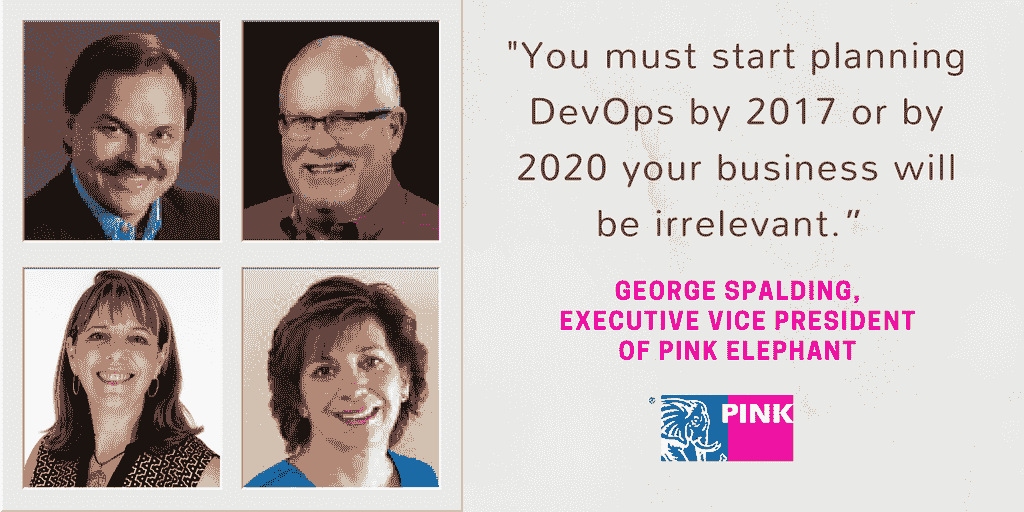 "You must start planning
DevOps by 2017 or by
2020 your business will
be irrelevant.”
GEORGE SPALDING,
EXECUTIVE VICE PRESIDENT
OF PINK ELEPHANT
® PINK